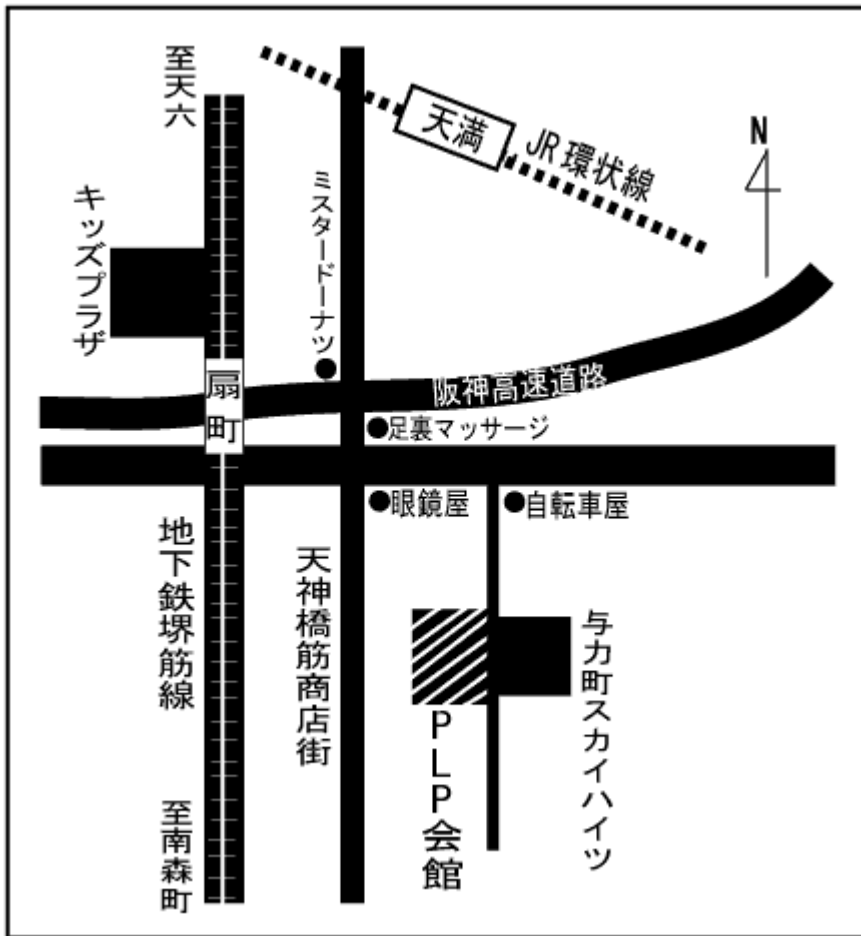 至天六
天満
JR環状線
N
ミスタードーナツ
キッズプラザ
扇町
阪神高速道路
足裏マッサージ
眼鏡屋
自転車屋
地下鉄堺筋線
天神橋筋商店街
与力町スカイハイツ
PLP会館
至南森町